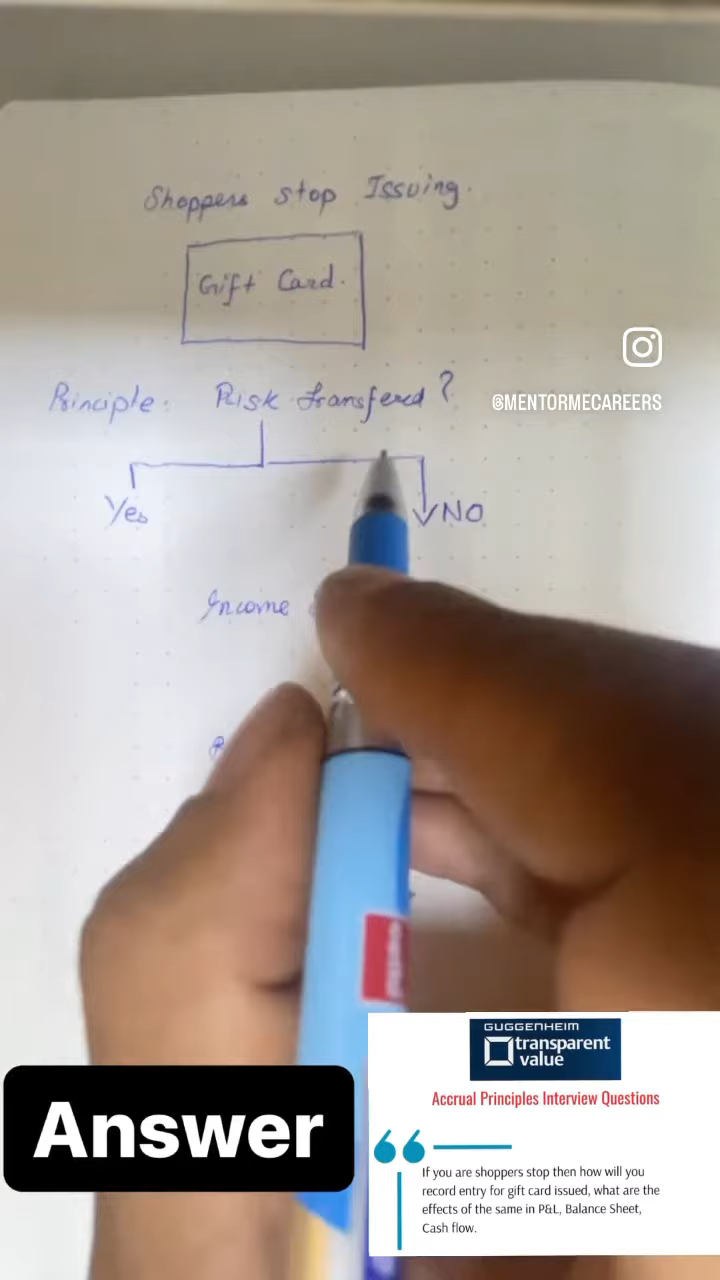 Shoppers stop Issuing.
Gift Card.
Principle: Risk transfered?
@MENTORMECAREERS
Yes
NO
Income
Answer
GUGGENHEIM
transparent
value
Accrual Principles Interview Questions
If you are shoppers stop then how will you
record entry for gift card issued, what are the
effects of the same in P&L, Balance Sheet,
Cash flow.